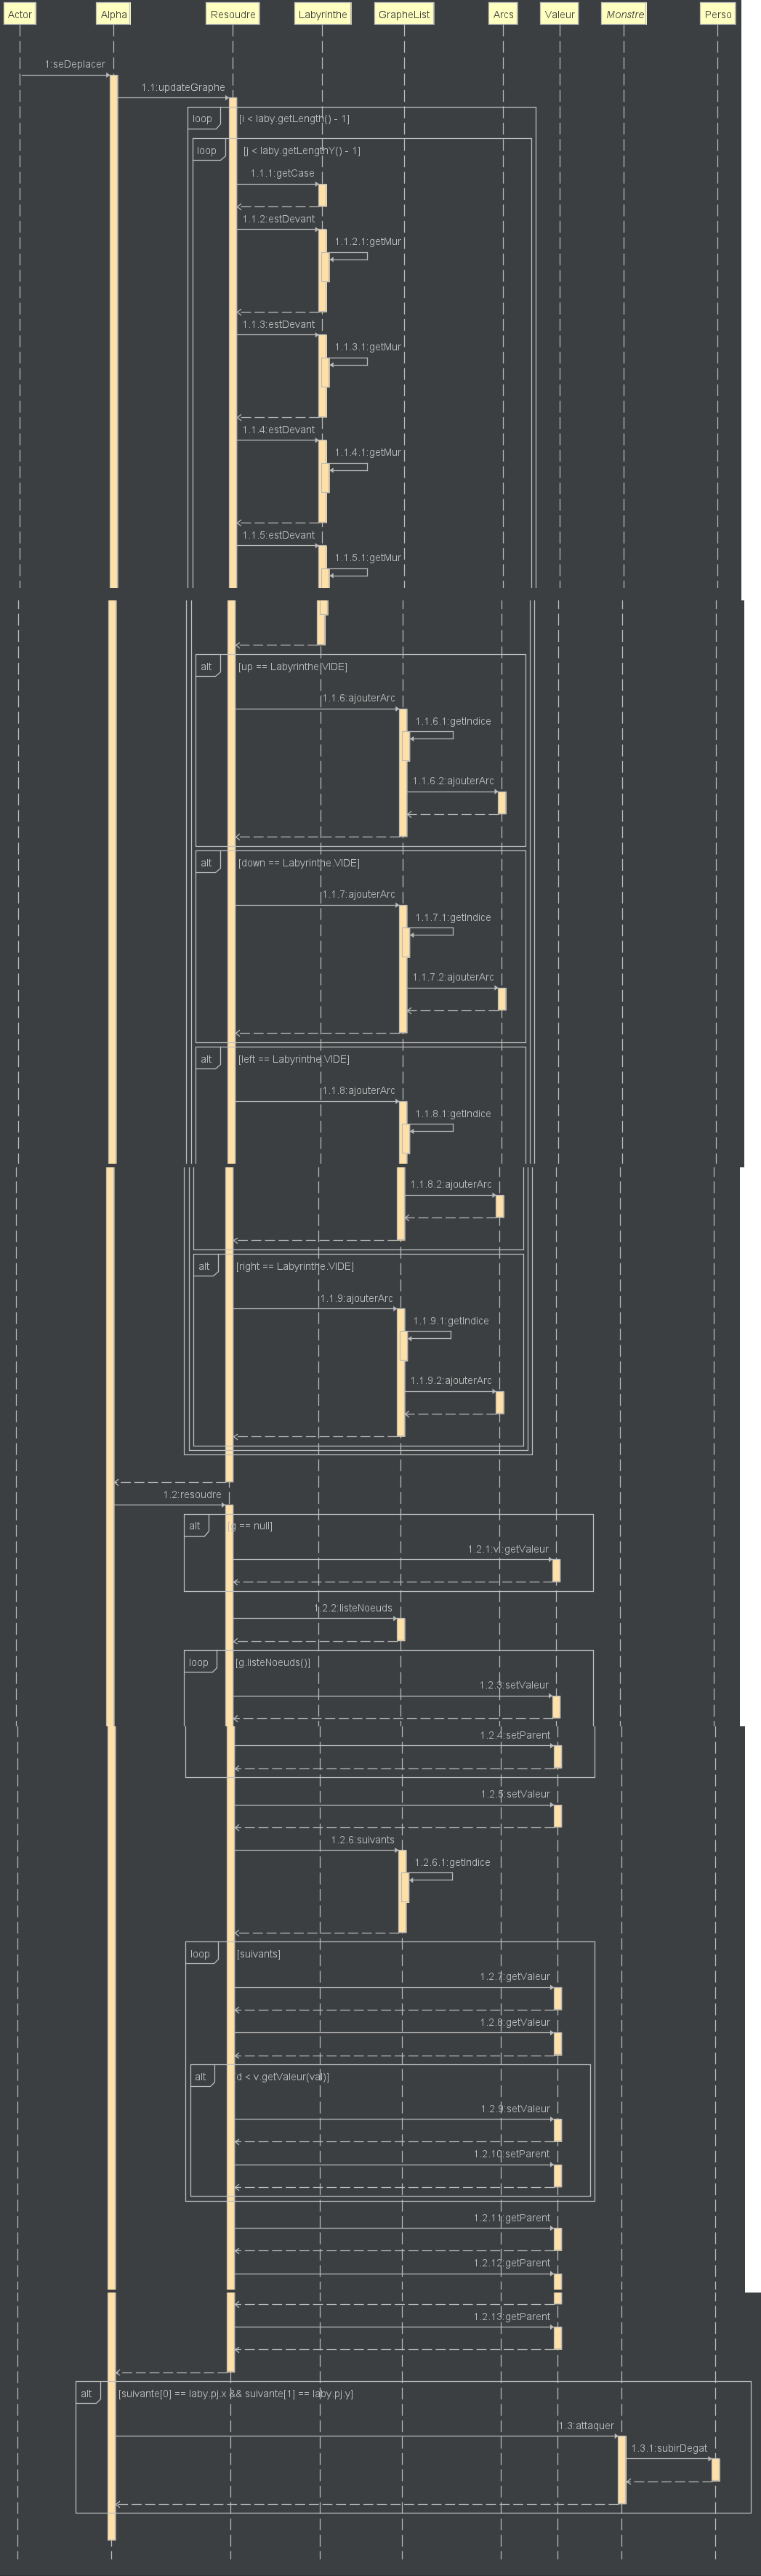 Actor Alpha Resoudre Labyrinthe GrapheList Arcs Valeur Monstre Perso
1:seDeplacer
1.1:updateGraphe
loop [i < laby.getLength() - 1]
loop [j < laby.getLengthY() - 1]
1.1.1:getCase
1.1.2:estDevant
1.1.2.1:getMur
1.1.3:estDevant
1.1.3.1:getMur
1.1.4:estDevant
1.1.4.1:getMur
1.1.5:estDevant
1.1.5.1:getMur
alt [up == Labyrinthe.VIDE]
1.1.6:ajouterArc
1.1.6.1:getIndice
1.1.6.2:ajouterArc
alt [down == Labyrinthe.VIDE]
1.1.7:ajouterArc
1.1.7.1:getIndice
1.1.7.2:ajouterArc
alt [left == Labyrinthe.VIDE]
1.1.8:ajouterArc
1.1.8.1:getIndice
1.1.8.2:ajouterArc
alt [right == Labyrinthe.VIDE]
1.1.9:ajouterArc
1.1.9.1:getIndice
1.1.9.2:ajouterArc
1.2:resoudre
alt [g == null]
1.2.1:vl:getValeur
1.2.2:listeNoeuds
loop [g.listeNoeuds()]
1.2.3:setValeur
1.2.4:setParent
1.2.5:setValeur
1.2.6:suivants
1.2.6.1:getIndice
loop [suivants]
1.2.7:getValeur
1.2.8:getValeur
alt [d < v.getValeur(val)]
1.2.9:setValeur
1.2.10:setParent
1.2.11:getParent
1.2.12:getParent
1.2.13:getParent
alt [suivante[0] == laby.pj.x && suivante[1] == laby.pj.y]
1.3:attaquer
1.3.1:subirDegat